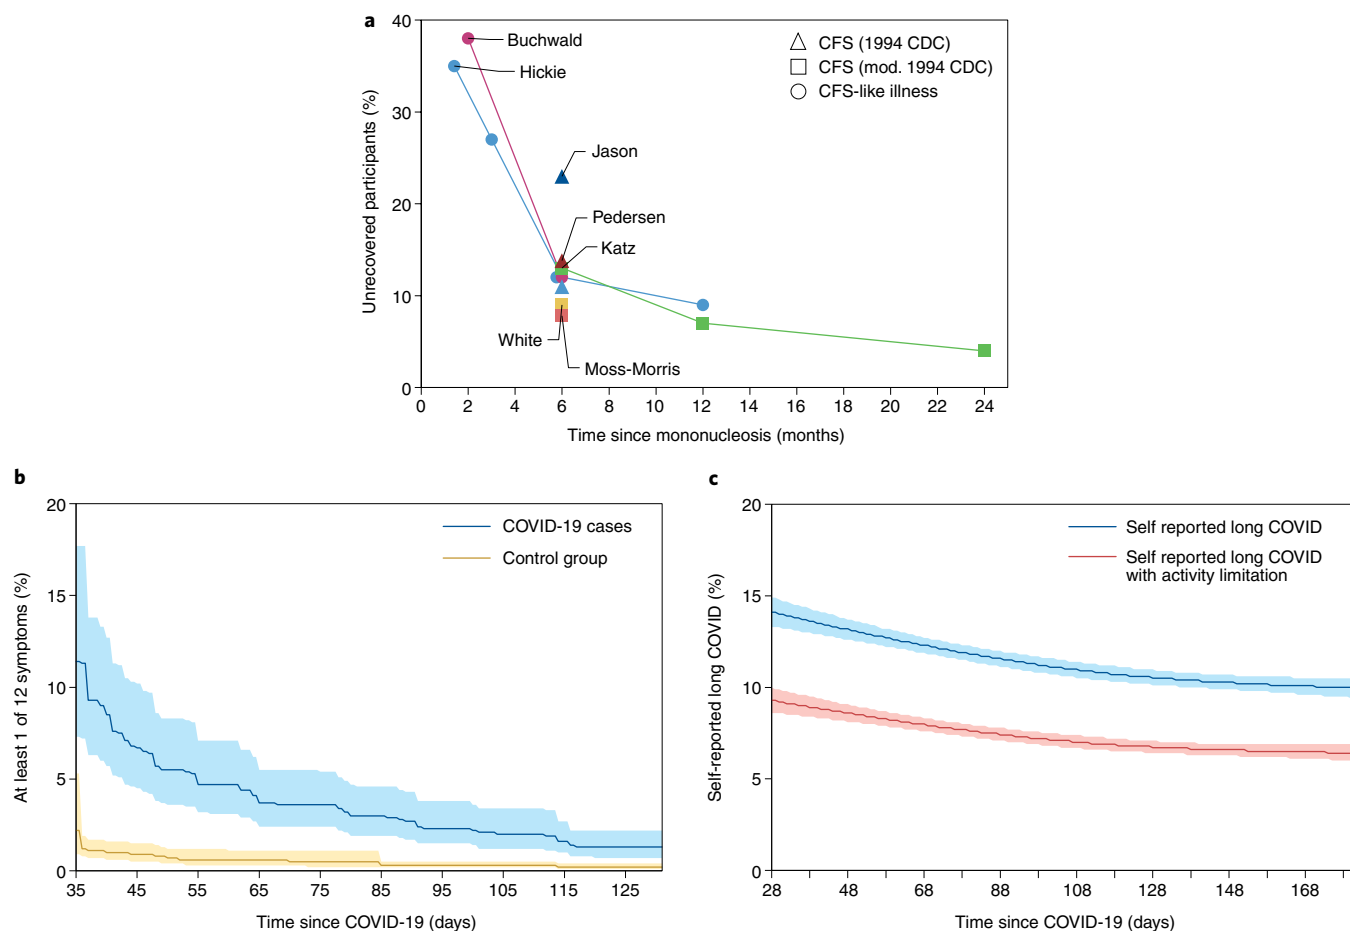 a
40
30
20
10
0
Unrecovered participants (%)
Buchwald
Hickie
Jason
Pedersen
Katz
White
Moss-Morris
CFS (1994 CDC)
CFS (mod. 1994 CDC)
CFS-like illness
0 2 4 6 8 10 12 14 16 18 20 22 24
Time since mononucleosis (months)
b
20
15
10
5
0
At least 1 of 12 symptoms (%)
COVID-19 cases
Control group
35 45 55 65 75 85 95 105 115 125
Time since COVID-19 (days)
c
20
15
10
5
0
Self-reported long COVID (%)
Self reported long COVID
Self reported long COVID
with activity limitation
28 48 68 88 108 128 148 168
Time since COVID-19 (days)